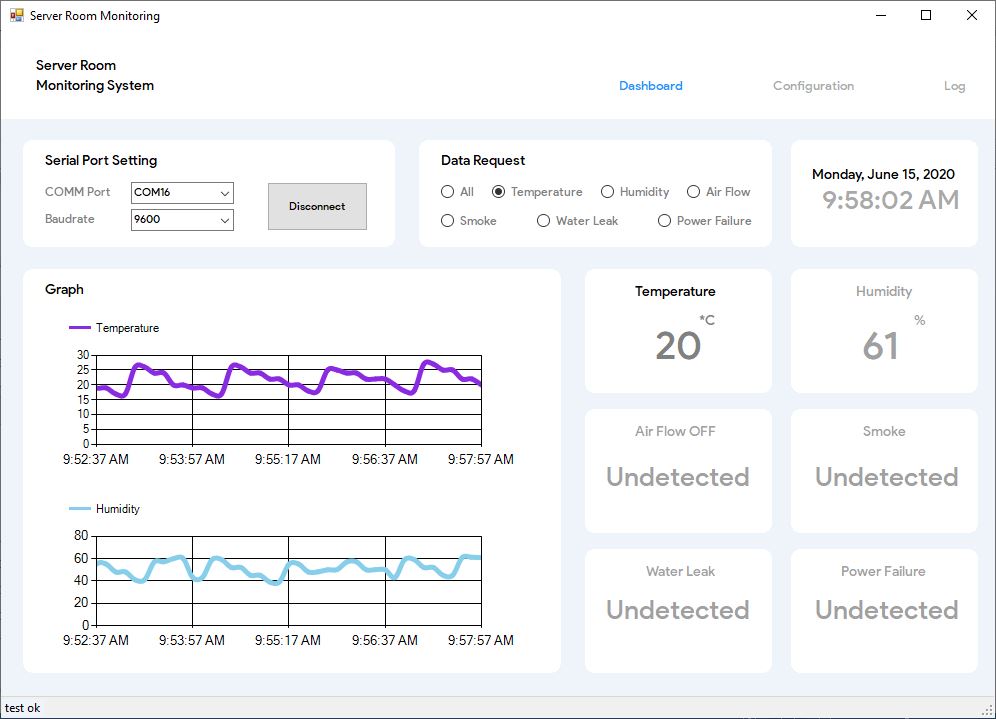 Server Room Monitoring
Server Room
Monitoring System
Dashboard
Configuration
Log
Serial Port Setting
COMM Port
COM16
Baudrate
9600
Disconnect
Data Request
All
Temperature
Humidity
Air Flow
Smoke
Water Leak
Power Failure
Monday, June 15, 2020
9:58:02 AM
Graph
Temperature
30
25
20
15
10
5
0
9:52:37 AM 9:53:57 AM 9:55:17 AM 9:56:37 AM 9:57:57 AM
Humidity
80
60
40
20
0
9:52:37 AM 9:53:57 AM 9:55:17 AM 9:56:37 AM 9:57:57 AM
Temperature
°C
20
Humidity
%
61
Air Flow OFF
Undetected
Smoke
Undetected
Water Leak
Undetected
Power Failure
Undetected
test ok